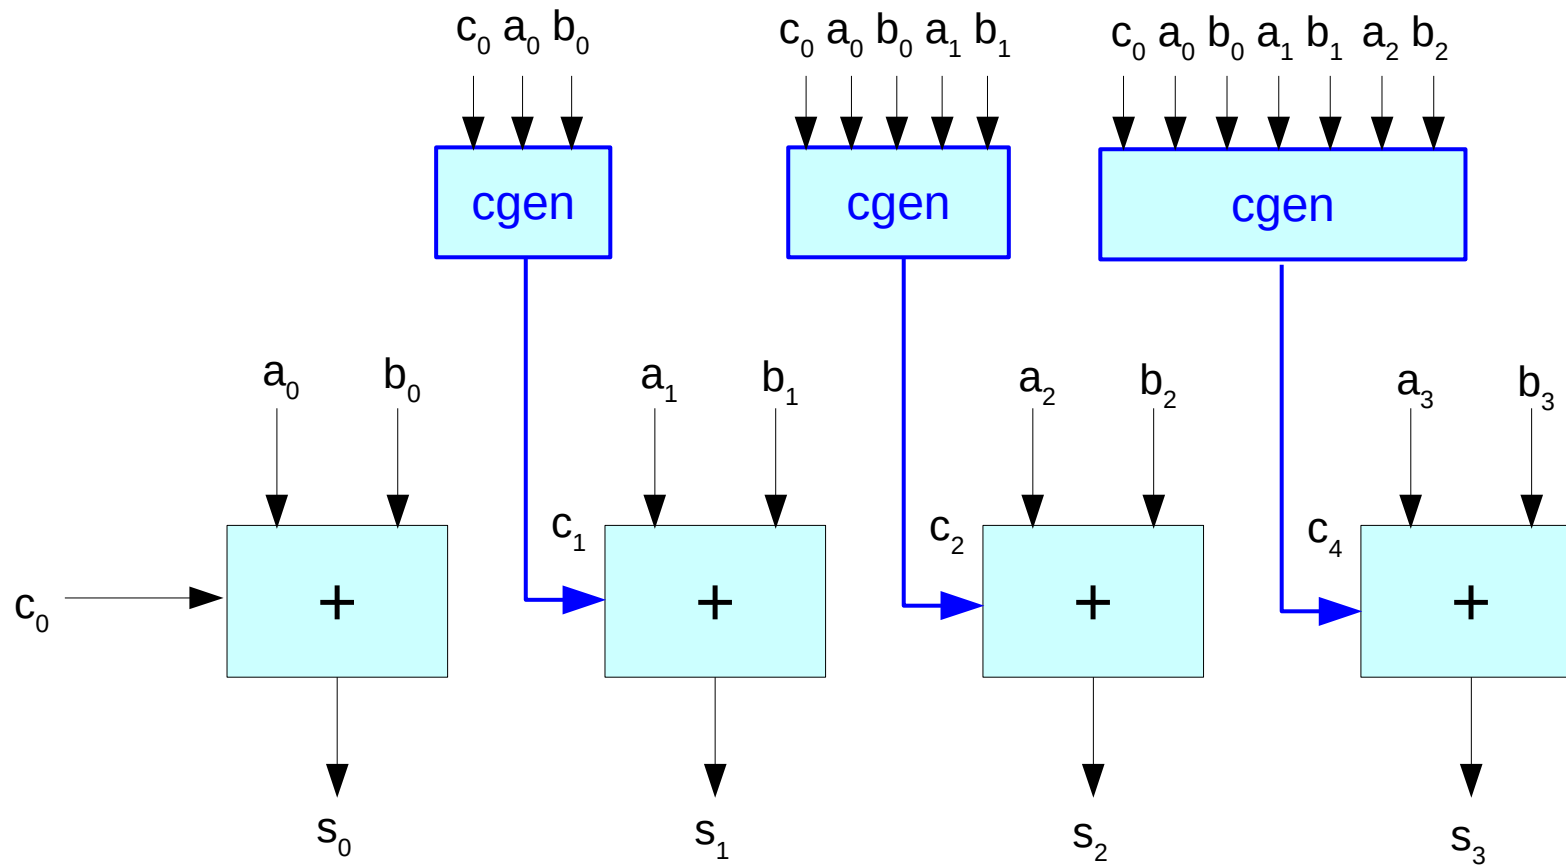 c0 a0 b0
c0 a0 b0 a1 b1
c0 a0 b0 a1 b1 a2 b2
cgen
cgen
cgen
a0 b0
a1 b1
a2 b2
a3 b3
c1
c2
c4
c0
+
+
+
+
s0
s1
s2
s3